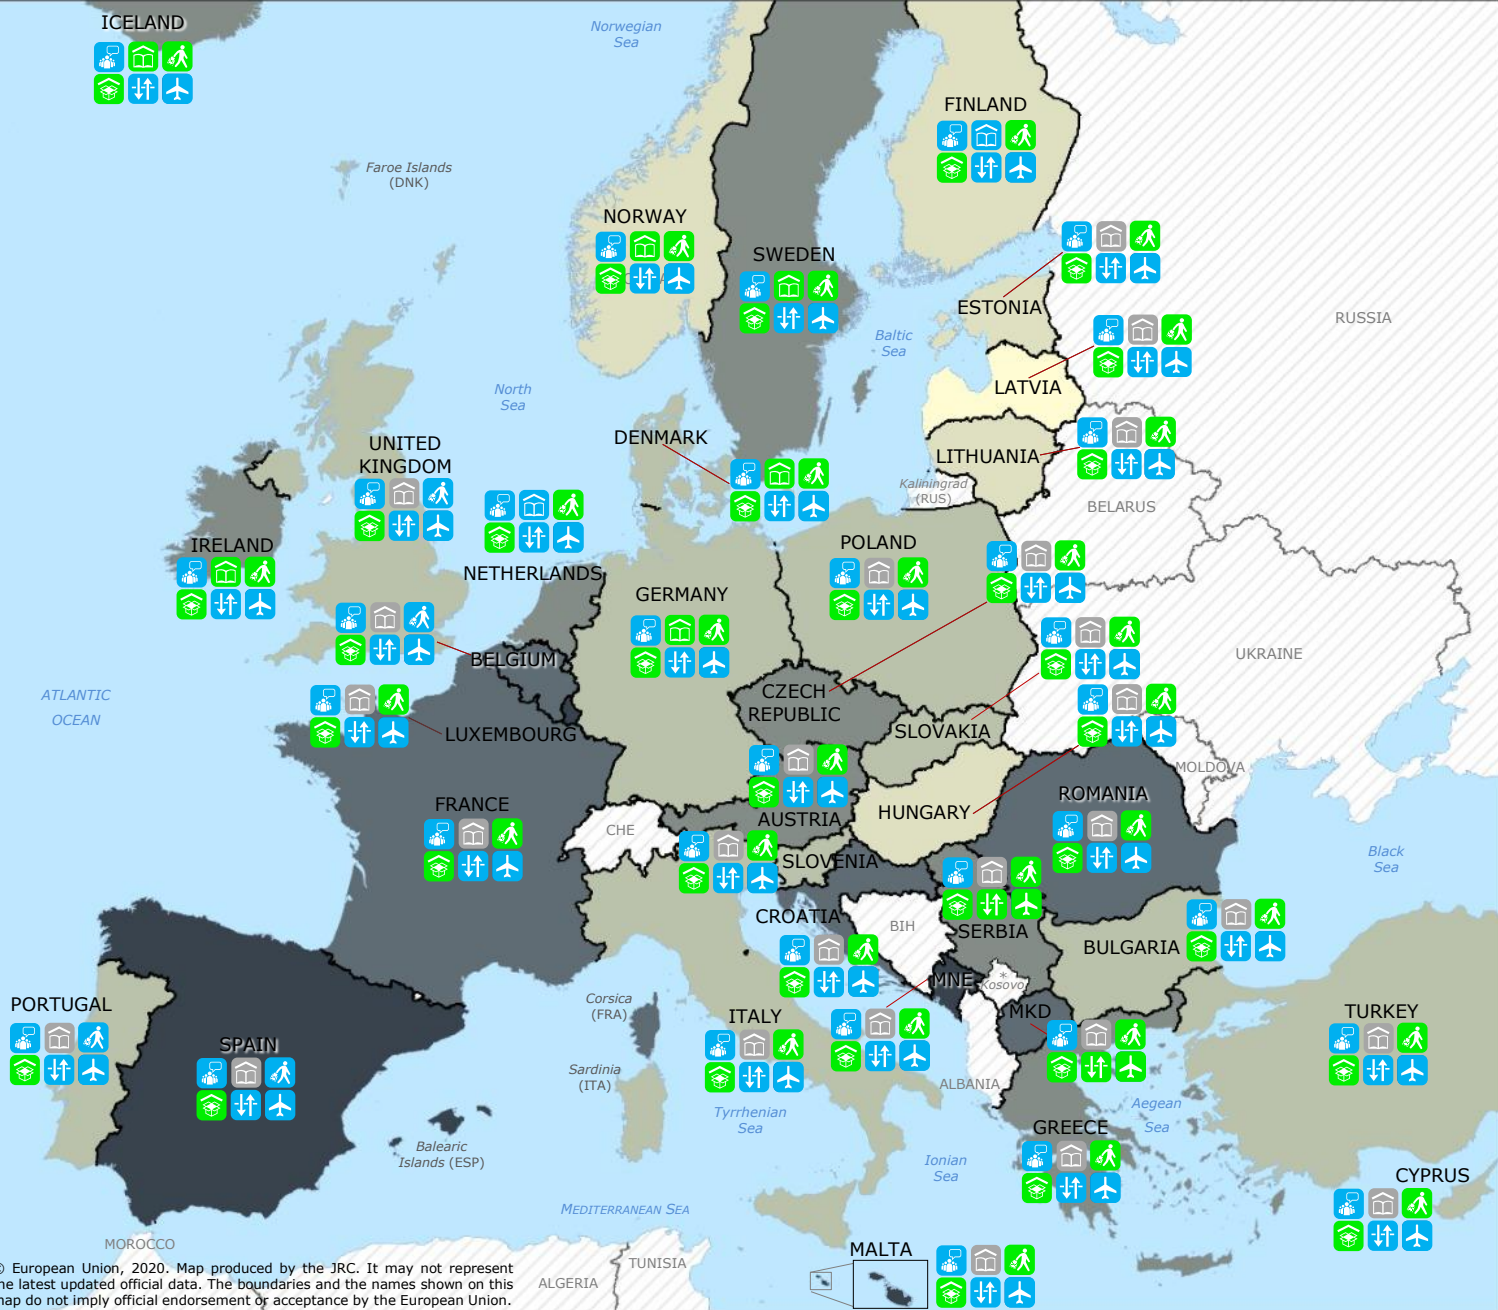 ICELAND
Norwegian
Sea
FINLAND
Faroe Islands
(DNK)
NORWAY
SWEDEN
ESTONIA
RUSSIA
Baltic
Sea
LATVIA
North
Sea
DENMARK
UNITED
KINGDOM
LITHUANIA
Kaliningrad
(RUS)
BELARUS
IRELAND
POLAND
NETHERLANDS
GERMANY
BELGIUM
UKRAINE
ATLANTIC
OCEAN
CZECH
REPUBLIC
LUXEMBOURG
SLOVAKIA
MOLDOVA
FRANCE
ROMANIA
HUNGARY
AUSTRIA
CHE
SLOVENIA
Black
Sea
CROATIA
BIH
SERBIA
BULGARIA
MNE
*
Kosovo
PORTUGAL
Corsica
(FRA)
ITALY
MKD
TURKEY
SPAIN
Sardinia
(ITA)
ALBANIA
Tyrrhenian
Sea
Aegean
Sea
GREECE
Balearic
Islands (ESP)
Ionian
Sea
CYPRUS
MEDITERRANEAN SEA
MOROCCO
MALTA
TUNISIA
ALGERIA
© European Union, 2020. Map produced by the JRC. It may not represent
the latest updated official data. The boundaries and the names shown on this
map do not imply official endorsement or acceptance by the European Union.